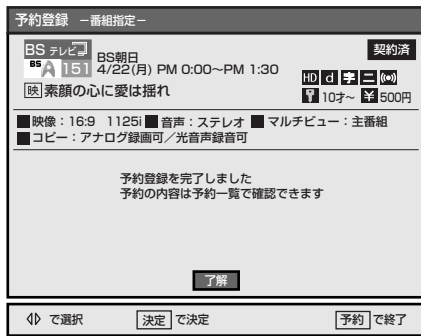 予約登録 －番組指定－
BS テレビ
BS朝日
契約済
BS A 151 4/22(月) PM 0:00～PM 1:30
HD d 字 二 ((●))
映 素顔の心に愛は揺れ
10才～ ¥ 500円
■映像：16:9 1125i ■音声：ステレオ ■マルチビュー：主番組
■コピー：アナログ録画可／光音声録音可
予約登録を完了しました
予約の内容は予約一覧で確認できます
了解
で選択 決定 で決定 予約 で終了